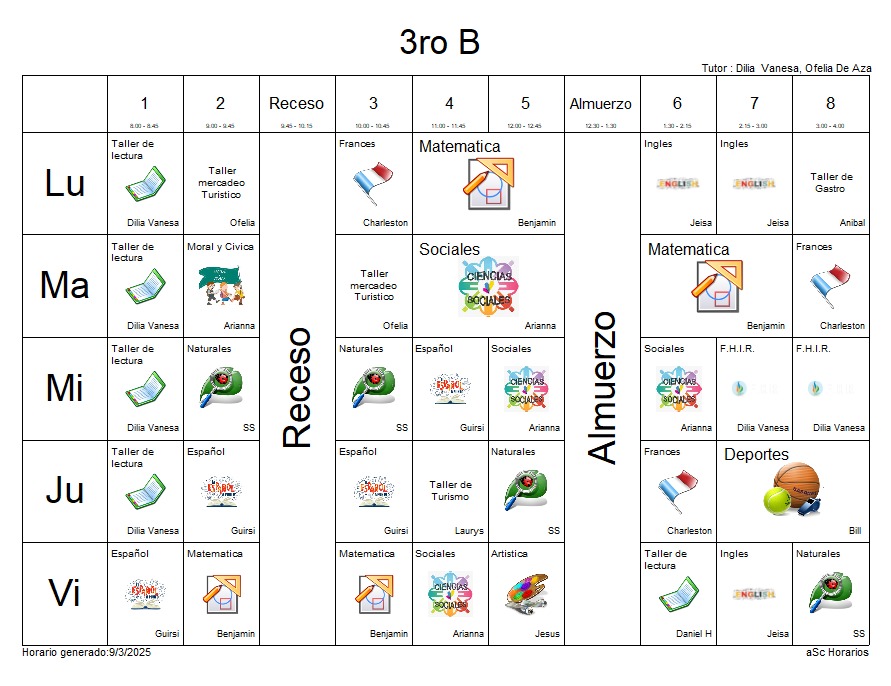 3ro B
Tutor : Dilia Vanesa, Ofelia De Aza
1 2 Receso 3 4 5 Almuerzo 6 7 8
8.00 - 8.45 9.00 - 9.45 9.45 - 10.15 10.00 - 10.45 11.00 - 11.45 12.00 - 12.45 12.30 - 1.30 1.30 - 2.15 2:15 - 3.00 3.00 - 4.00
Lu
Taller de
lectura
Dilia Vanesa
Taller
mercadeo
Turistico
Ofelia
Frances
Charleston
Matematica
Benjamin
Ingles
ENGLISH
Jeisa
Ingles
ENGLISH
Jeisa
Taller de
Gastro
Anibal
Ma
Taller de
lectura
Dilia Vanesa
Moral y Civica
Arianna
Receso
Taller
mercadeo
Turistico
Ofelia
Sociales
CIENCIAS
SOCIALES
Arianna
Almuerzo
Matematica
Benjamin
Frances
Charleston
Mi
Taller de
lectura
Dilia Vanesa
Naturales
SS
Naturales
SS
Español
ESPAÑOL
Guirsi
Sociales
CIENCIAS
SOCIALES
Arianna
Sociales
CIENCIAS
SOCIALES
Arianna
F.H.I.R.
Dilia Vanesa
F.H.I.R.
Dilia Vanesa
Ju
Taller de
lectura
Dilia Vanesa
Español
ESPAÑOL
Guirsi
Español
ESPAÑOL
Guirsi
Taller de
Turismo
Laurys
Naturales
SS
Frances
Charleston
Deportes
Bill
Vi
Español
ESPAÑOL
Guirsi
Matematica
Benjamin
Matematica
Benjamin
Sociales
CIENCIAS
SOCIALES
Arianna
Artistica
Jesus
Taller de
lectura
Daniel H
Ingles
ENGLISH
Jeisa
Naturales
SS
Horario generado:9/3/2025
aSc Horarios